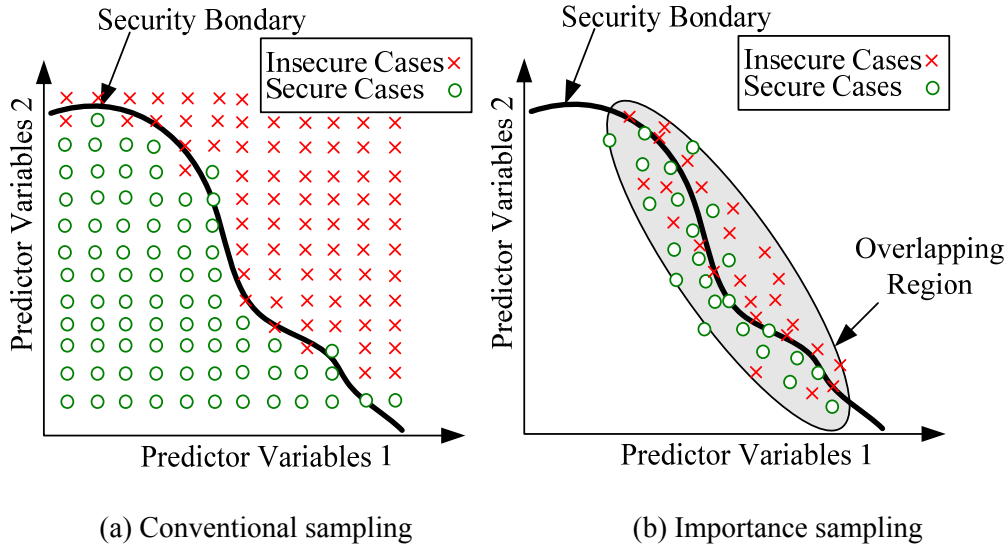 Security Bondary
Insecure Cases
Secure Cases
Predictor Variables 2
Predictor Variables 1
(a) Conventional sampling
Security Boundary
Insecure Cases
Secure Cases
Predictor Variables 2
Overlapping
Region
Predictor Variables 1
(b) Importance sampling